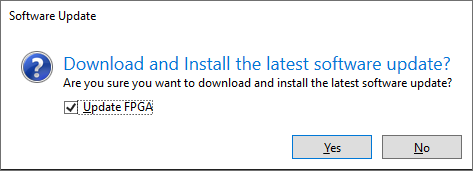 Software Update
Download and Install the latest software update?
Are you sure you want to download and install the latest software update?
Update FPGA
Yes
No